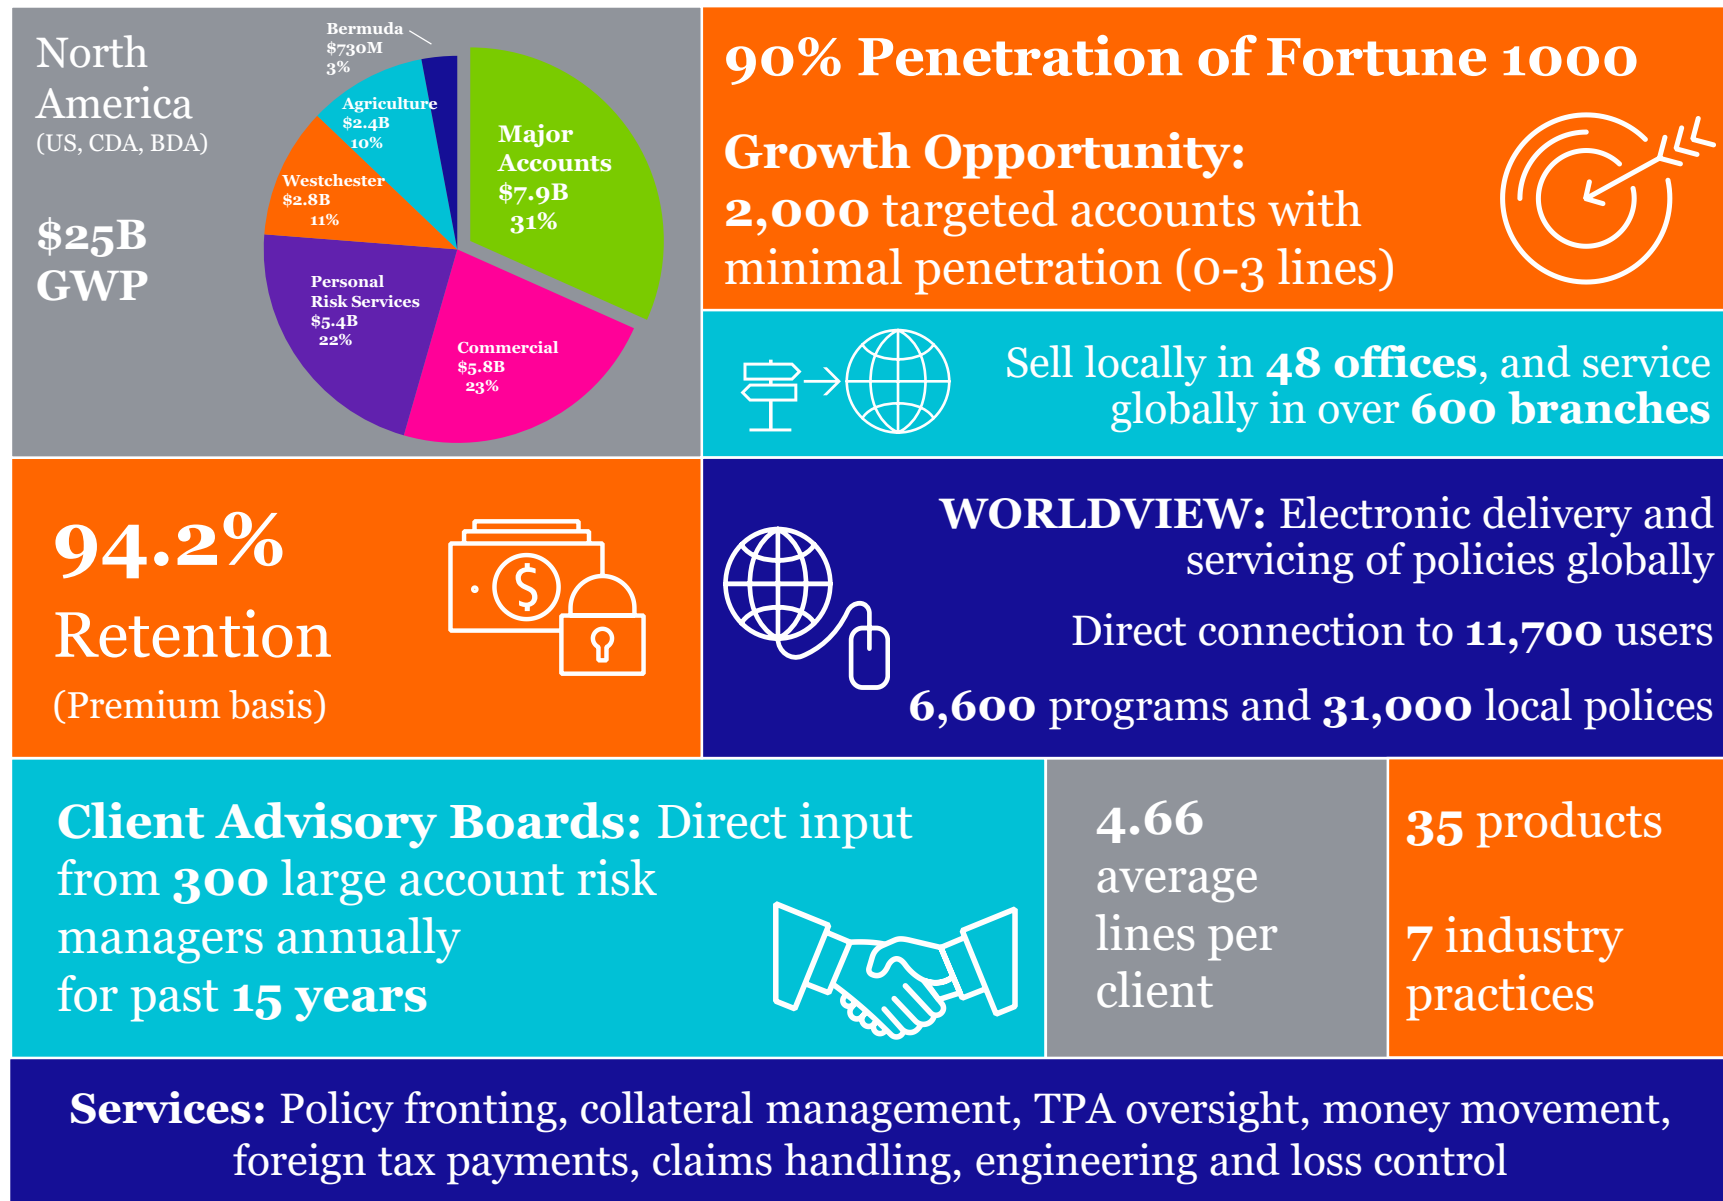 North
America
(US, CDA, BDA)
$25B
GWP
Bermuda
$730M
3%
Agriculture
$2.4B
10%
Westchester
$2.8B
11%
Personal
Risk Services
$5.4B
22%
Commercial
$5.8B
23%
Major
Accounts
$7.9B
31%
90% Penetration of Fortune 1000
Growth Opportunity:
2,000 targeted accounts with
minimal penetration (0-3 lines)
Sell locally in 48 offices, and service
globally in over 600 branches
94.2%
Retention
(Premium basis)
$
WORLDVIEW: Electronic delivery and
servicing of policies globally
Direct connection to 11,700 users
6,600 programs and 31,000 local polices
Client Advisory Boards: Direct input
from 300 large account risk
managers annually
for past 15 years
4.66
average
lines per
client
35 products
7 industry
practices
Services: Policy fronting, collateral management, TPA oversight, money movement,
foreign tax payments, claims handling, engineering and loss control